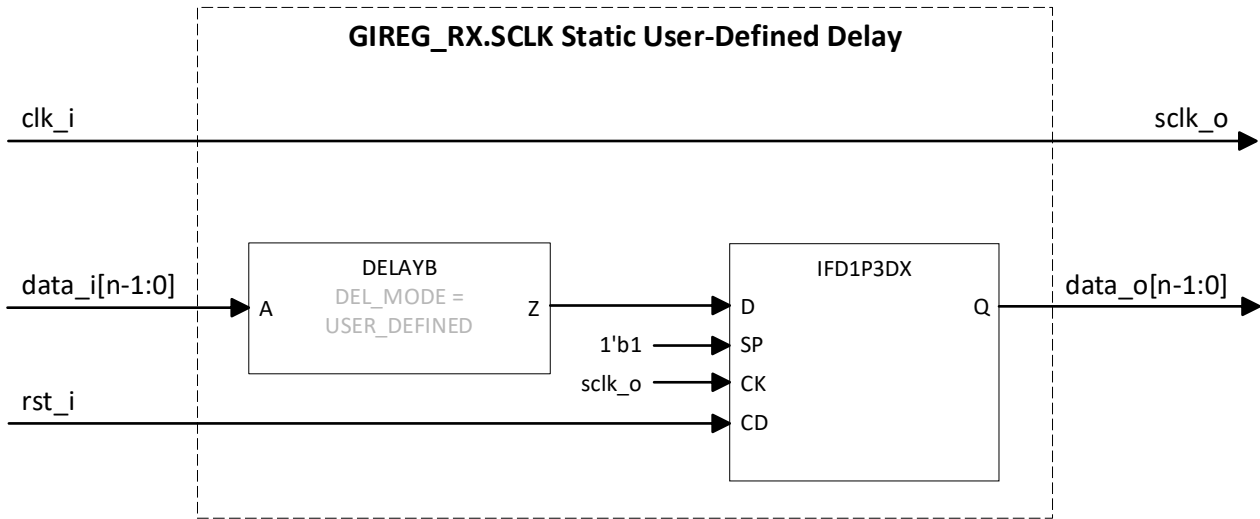 GIREG_RX.SCLK Static User-Defined Delay
clk_i
sclk_o
data_i[n-1:0]
A
DELAYB
DEL_MODE =
USER_DEFINED
Z
IFD1P3DX
D
Q
data_o[n-1:0]
1'b1
SP
sclk_o
CK
rst_i
CD